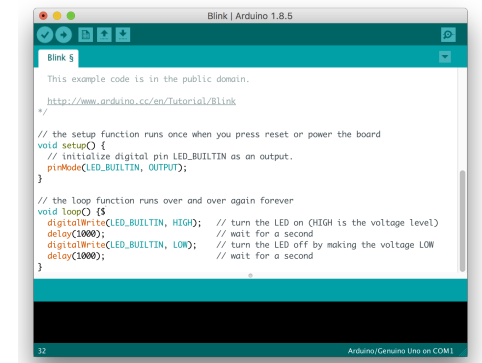 Blink | Arduino 1.8.5
Blink §
This example code is in the public domain.
http://www.arduino.cc/en/Tutorial/Blink
*/
// the setup function runs once when you press reset or power the board
void setup() {
// initialize digital pin LED_BUILTIN as an output.
pinMode(LED_BUILTIN, OUTPUT);
}
// the loop function runs over and over again forever
void loop() {$
digitalWrite(LED_BUILTIN, HIGH);   // turn the LED on (HIGH is the voltage level)
delay(1000);                       // wait for a second
digitalWrite(LED_BUILTIN, LOW);    // turn the LED off by making the voltage LOW
delay(1000);                       // wait for a second
}
32 Arduino/Genuino Uno on COM1